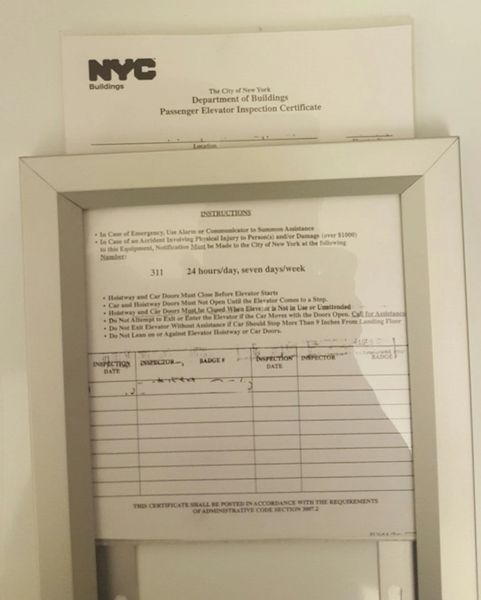 NYC
Buildings
The City of New York
Department of Buildings
Passenger Elevator Inspection Certificate
Location
INSTRUCTIONS
• In Case of Emergency, Use Alarm or Communicator to Summon Assistance
• In Case of an Accident Involving Physical Injury to Person(s) and/or Damage (over $1000)
to this Equipment, Notification Must be Made to the City of New York at the following
Number:
311 24 hours/day, seven days/week
• Hoistway and Car Doors Must Close Before Elevator Starts
• Car and Hoistway Doors Must Not Open Until the Elevator Comes to a Stop.
• Hoistway and Car Doors Must be Closed When Elevator is Not in Use or Unattended
• Do Not Attempt to Exit or Enter the Elevator if the Car Moves with the Doors Open. Call for Assistance
• Do Not Exit Elevator Without Assistance if Car Should Stop More Than 9 Inches From Landing Floor
• Do Not Lean on or Against Elevator Hoistway or Car Doors.
INSPECTION DATE INSPECTOR BADGE # INSPECTION DATE INSPECTOR BADGE #
THIS CERTIFICATE SHALL BE POSTED IN ACCORDANCE WITH THE REQUIREMENTS
OF ADMINISTRATIVE CODE SECTION 3007.2